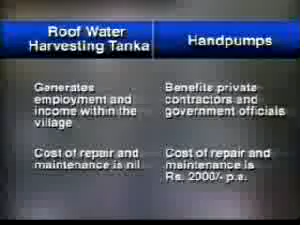 Roof Water
Harvesting Tanka
Handpumps
Generates
employment and
income within the
village
Benefits private
contractors and
government officials
Cost of repair and
maintenance is nil
Cost of repair and
maintenance is
Rs. 2000/- p.a.